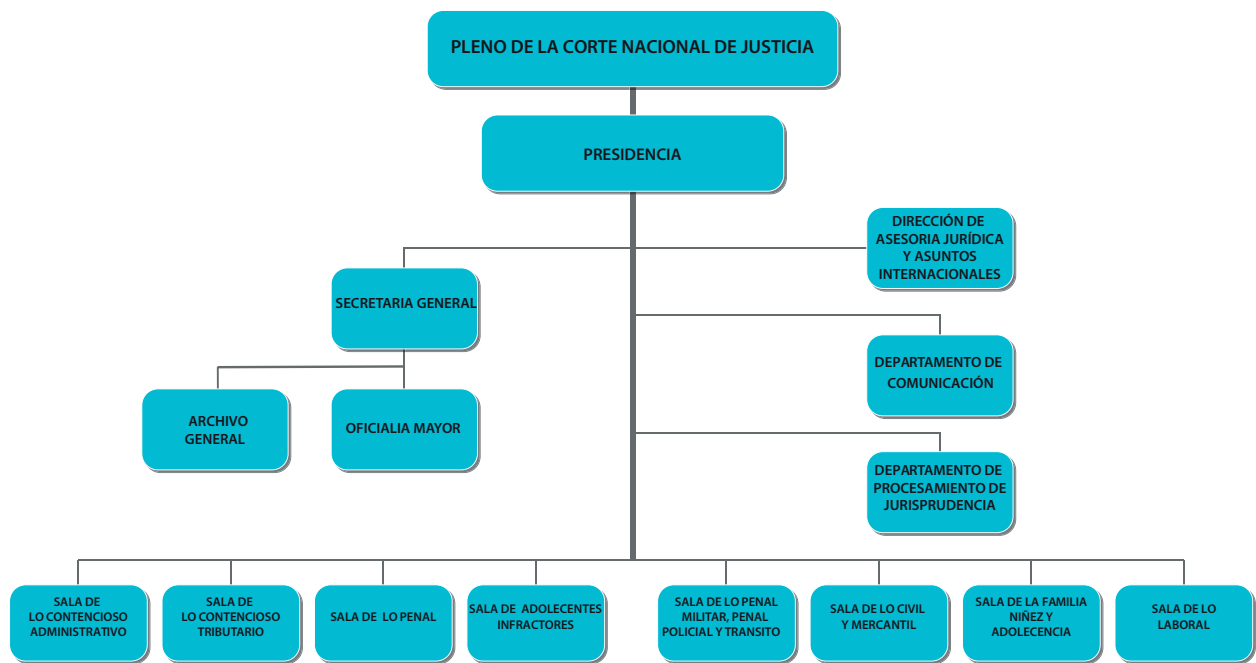 PLENO DE LA CORTE NACIONAL DE JUSTICIA
PRESIDENCIA
DIRECCIÓN DE
ASESORIA JURÍDICA
Y ASUNTOS
INTERNACIONALES
SECRETARIA GENERAL
DEPARTAMENTO DE
COMUNICACIÓN
ARCHIVO
GENERAL
OFICIALIA MAYOR
DEPARTAMENTO DE
PROCESAMIENTO DE
JURISPRUDENCIA
SALA DE
LO CONTENCIOSO
ADMINISTRATIVO
SALA DE
LO CONTENCIOSO
TRIBUTARIO
SALA DE LO PENAL
SALA DE ADOLECENTES
INFRACTORES
SALA DE LO PENAL
MILITAR, PENAL
POLICIAL Y TRANSITO
SALA DE LO CIVIL
Y MERCANTIL
SALA DE LA FAMILIA
NIÑEZ Y
ADOLECENCIA
SALA DE LO
LABORAL